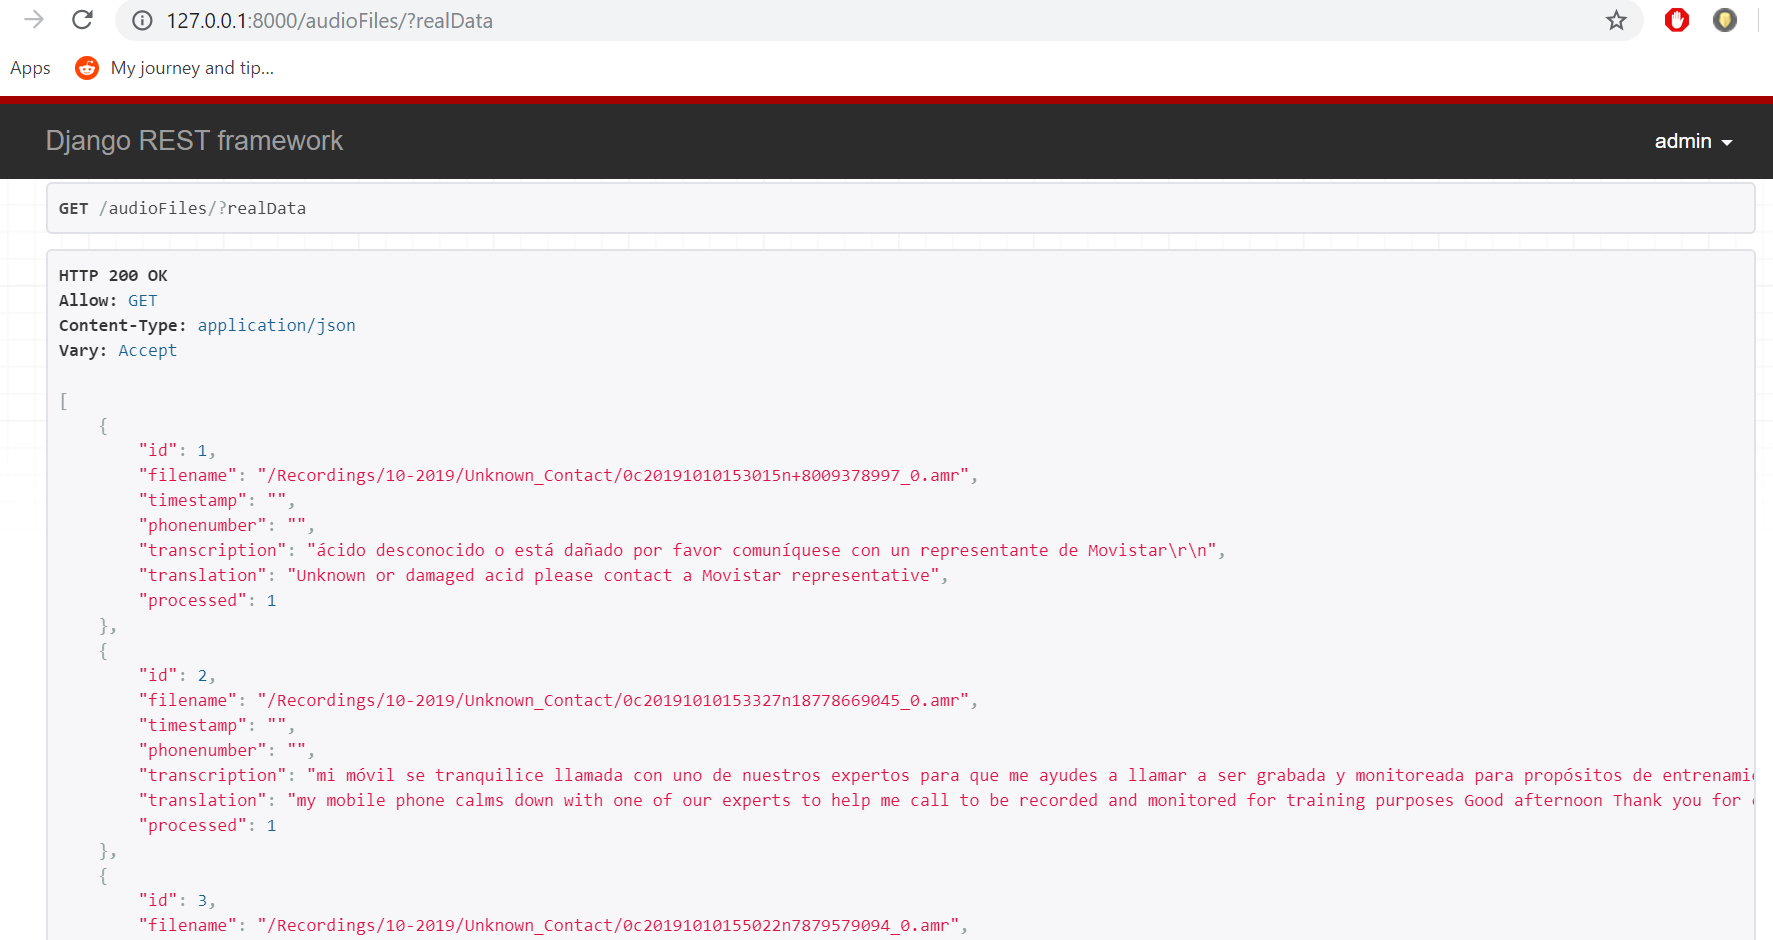 127.0.0.1:8000/audioFiles/?realData
Apps My journey and tip...
Django REST framework admin
GET /audioFiles/?realData
HTTP 200 OK
Allow: GET
Content-Type: application/json
Vary: Accept
[
{
"id": 1,
"filename": "/Recordings/10-2019/Unknown_Contact/0c20191010153015n+8009378997_0.amr",
"timestamp": "",
"phonenumber": "",
"transcription": "ácido desconocido o está dañado por favor comuníquese con un representante de Movistar\r\n",
"translation": "Unknown or damaged acid please contact a Movistar representative",
"processed": 1
},
{
"id": 2,
"filename": "/Recordings/10-2019/Unknown_Contact/0c20191010153327n18778669045_0.amr",
"timestamp": "",
"phonenumber": "",
"transcription": "mi móvil se tranquilice llamada con uno de nuestros expertos para que me ayudes a llamar a ser grabada y monitoreada para propósitos de
"translation": "my mobile phone calms down with one of our experts to help me call to be recorded and monitored for training purposes Good afternoon Thank you for
"processed": 1
},
{
"id": 3,
"filename": "/Recordings/10-2019/Unknown_Contact/0c20191010155022n7879579094_0.amr",